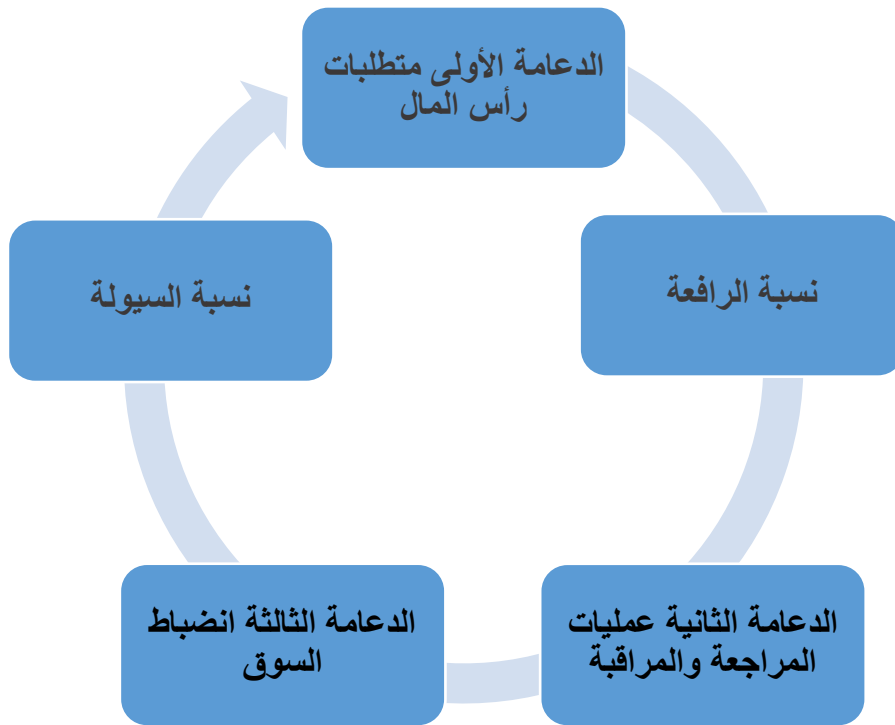 الدعامة الأولى متطلبات
رأس المال
نسبة الرافعة
الدعامة الثانية عمليات
المراجعة والمراقبة
الدعامة الثالثة انضباط
السوق
نسبة السيولة